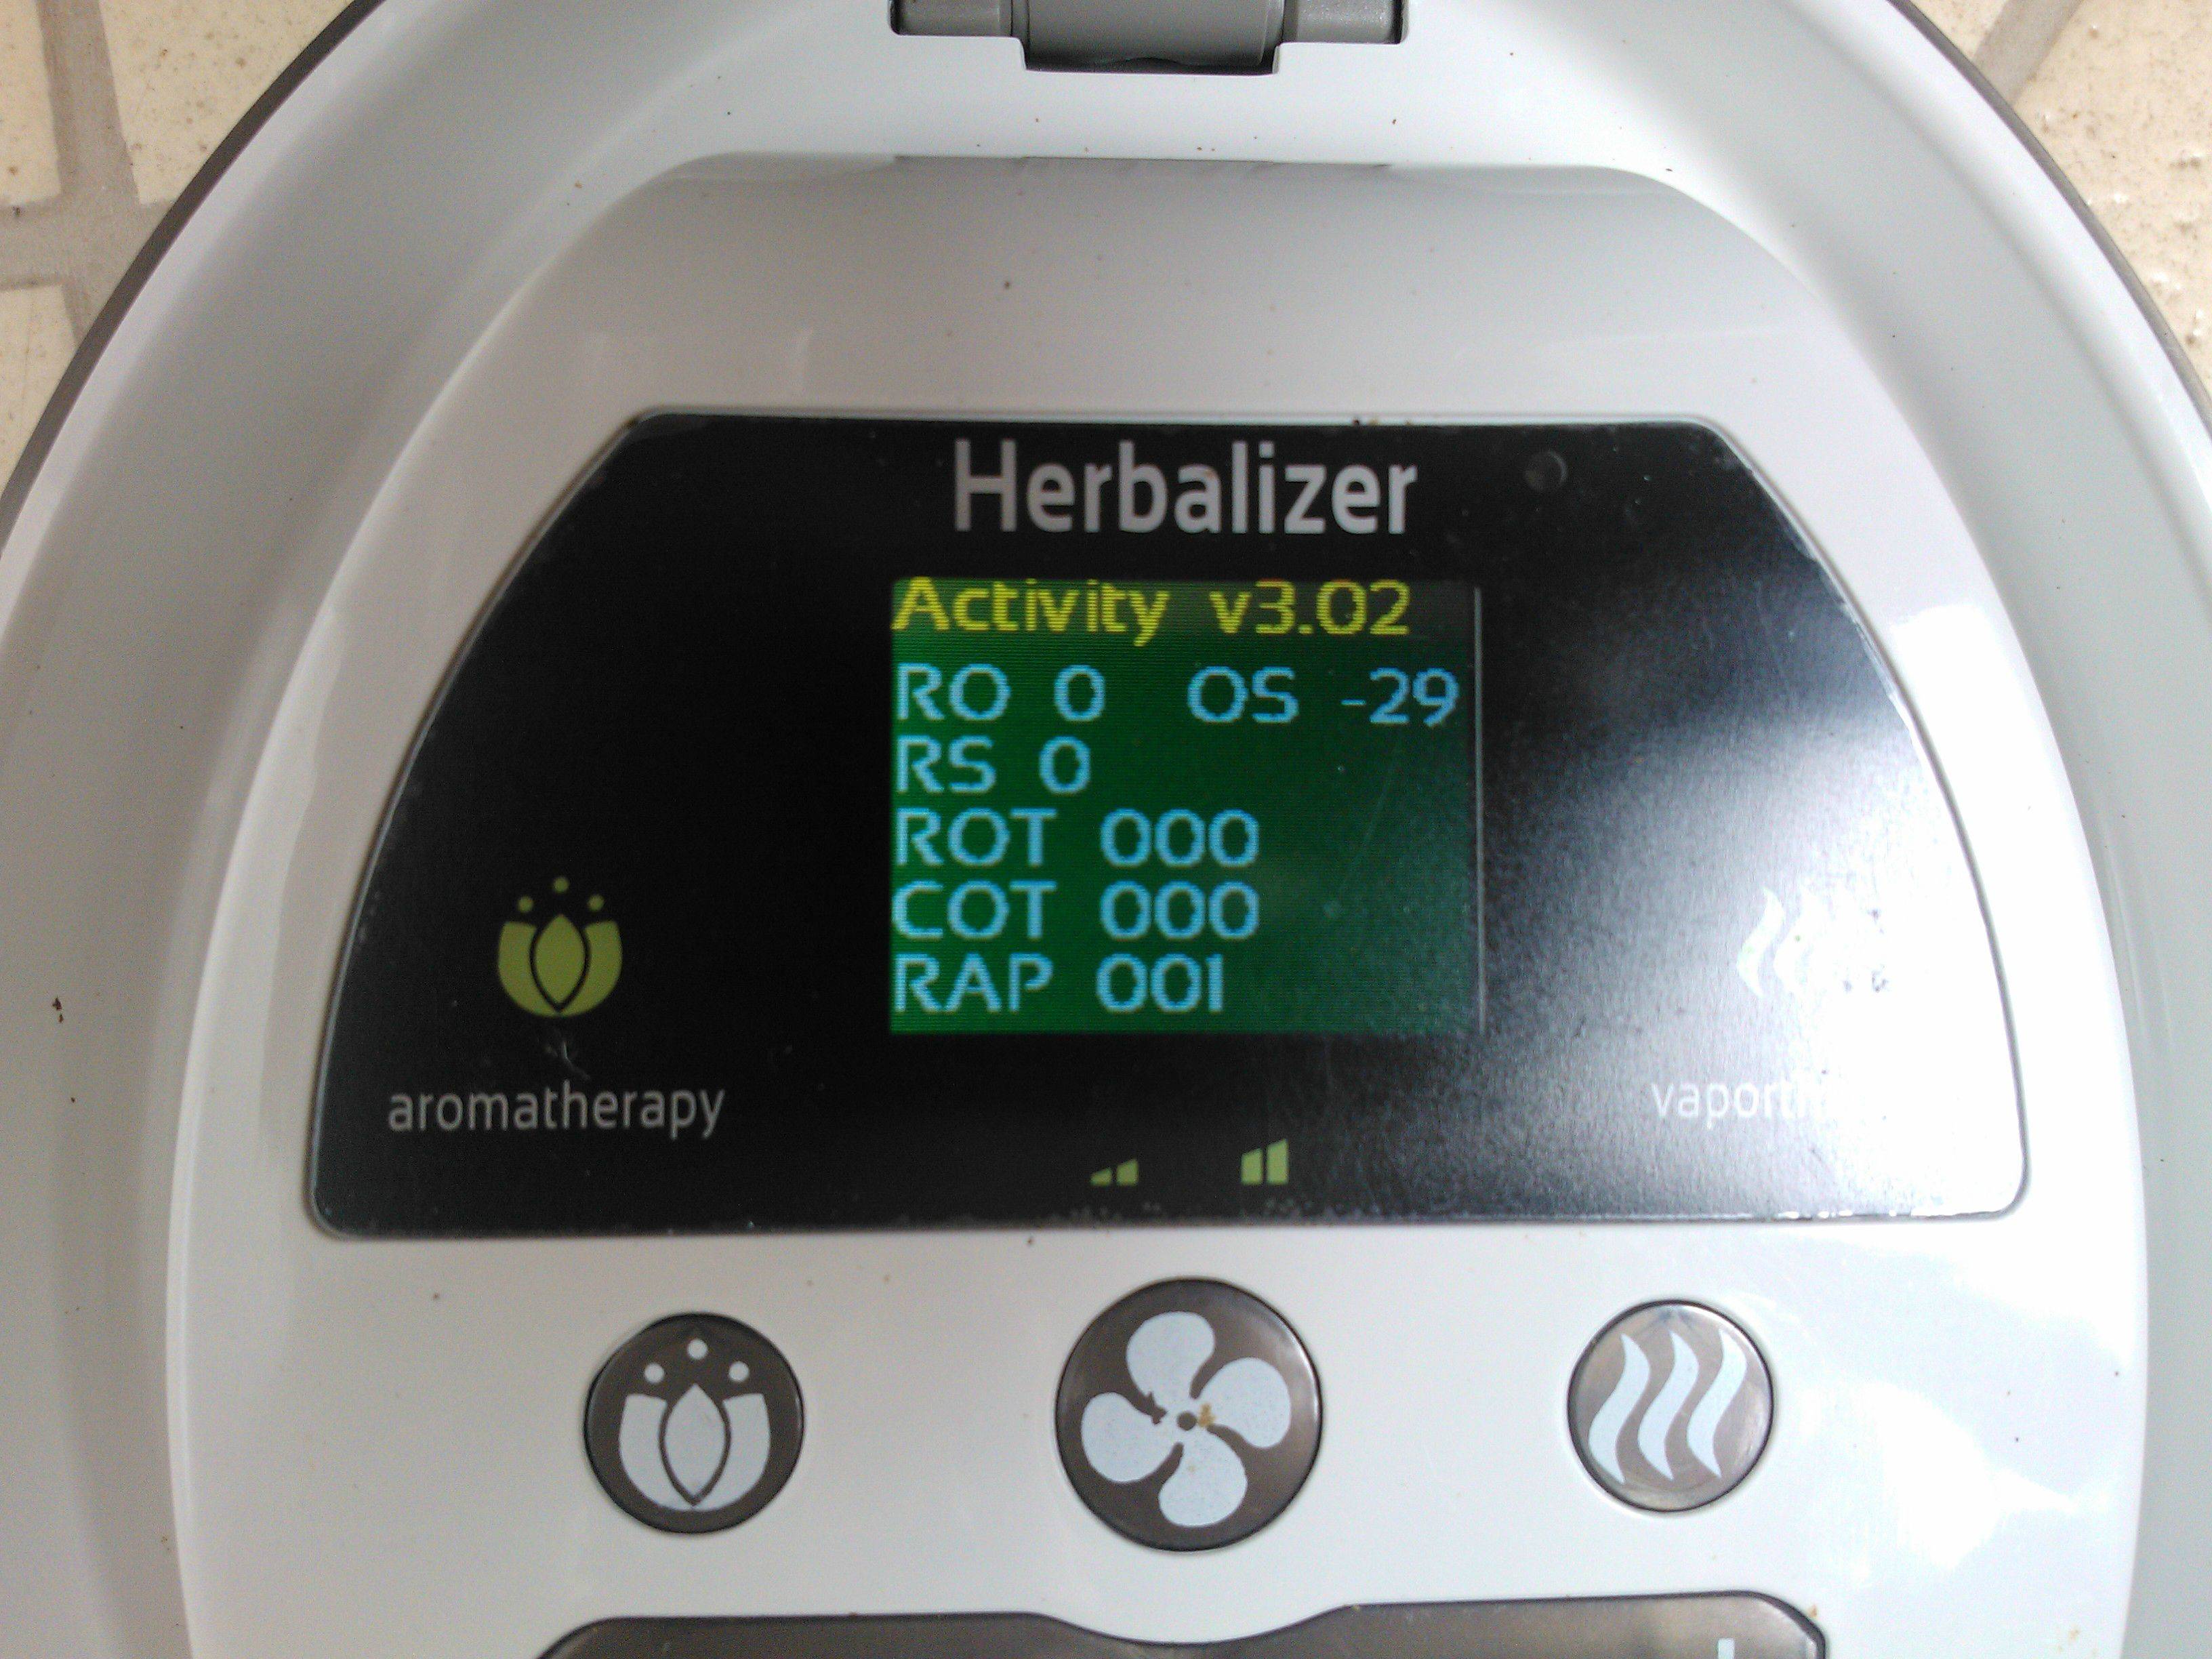 Herbalizer
Activity v3.02
RO 0 OS -29
RS 0
ROT 000
COT 000
RAP 001
aromatherapy